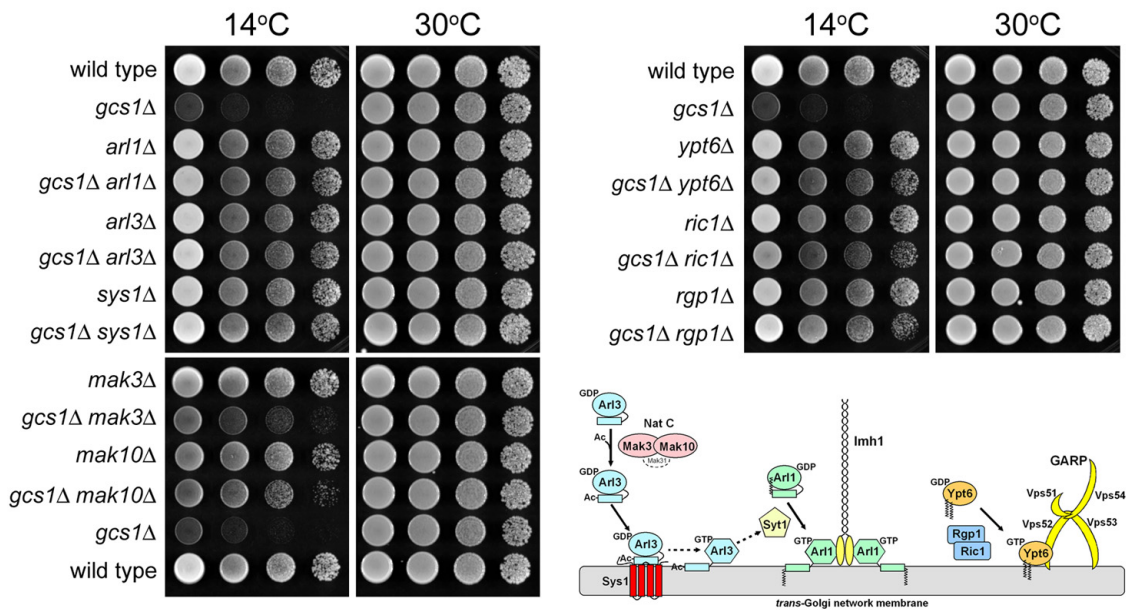 14°C 30°C
wild type
gcs1Δ
arl1Δ
gcs1Δ arl1Δ
arl3Δ
gcs1Δ arl3Δ
sys1Δ
gcs1Δ sys1Δ
mak3Δ
gcs1Δ mak3Δ
mak10Δ
gcs1Δ mak10Δ
gcs1Δ
wild type
14°C 30°C
wild type
gcs1Δ
ypt6Δ
gcs1Δ ypt6Δ
ric1Δ
gcs1Δ ric1Δ
rgp1Δ
gcs1Δ rgp1Δ
GDP
Arl3
Nat C
Ac
Mak3 Mak10
Mak31
GDP
Arl3
Ac
GDP
Arl3
Ac
Sys1
GTP
Arl3
Ac
Syt1
GDP
Arl1
Imh1
GTP
Arl1
GTP
Arl1
GDP
Ypt6
Rgp1
Ric1
GTP
Ypt6
GARP
Vps51
Vps54
Vps52
Vps53
trans-Golgi network membrane